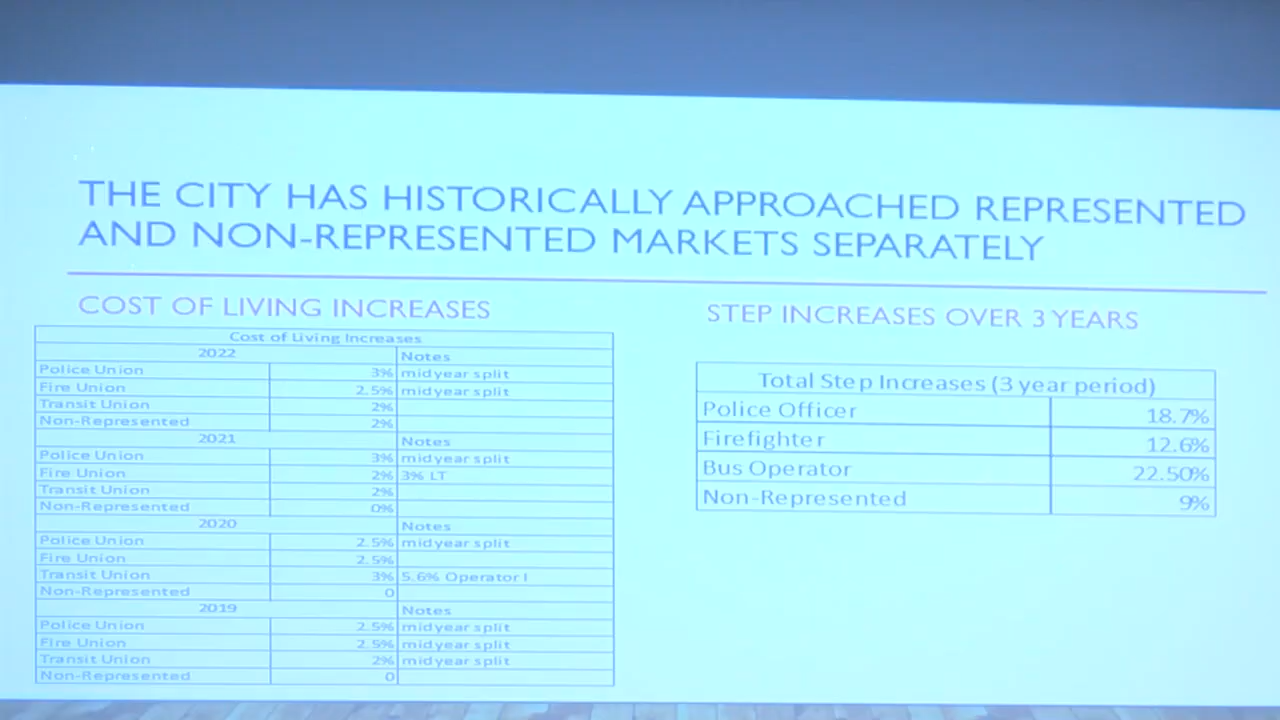 THE CITY HAS HISTORICALLY APPROACHED REPRESENTED
AND NON-REPRESENTED MARKETS SEPARATELY
COST OF LIVING INCREASES
Cost of Living Increases
2022 Notes
Police Union 3% midyear split
Fire Union 2.5% midyear split
Transit Union 2%
Non-Represented 2%
2021 Notes
Police Union 3% midyear split
Fire Union 2% 3% LT
Transit Union 2%
Non-Represented 0%
2020 Notes
Police Union 2.5% midyear split
Fire Union 2.5%
Transit Union 3% 5.6% Operator I
Non-Represented 0
2019 Notes
Police Union 2.5% midyear split
Fire Union 2.5% midyear split
Transit Union 2% midyear split
Non-Represented 0
STEP INCREASES OVER 3 YEARS
Total Step Increases (3 year period)
Police Officer 18.7%
Firefighter 12.6%
Bus Operator 22.50%
Non-Represented 9%